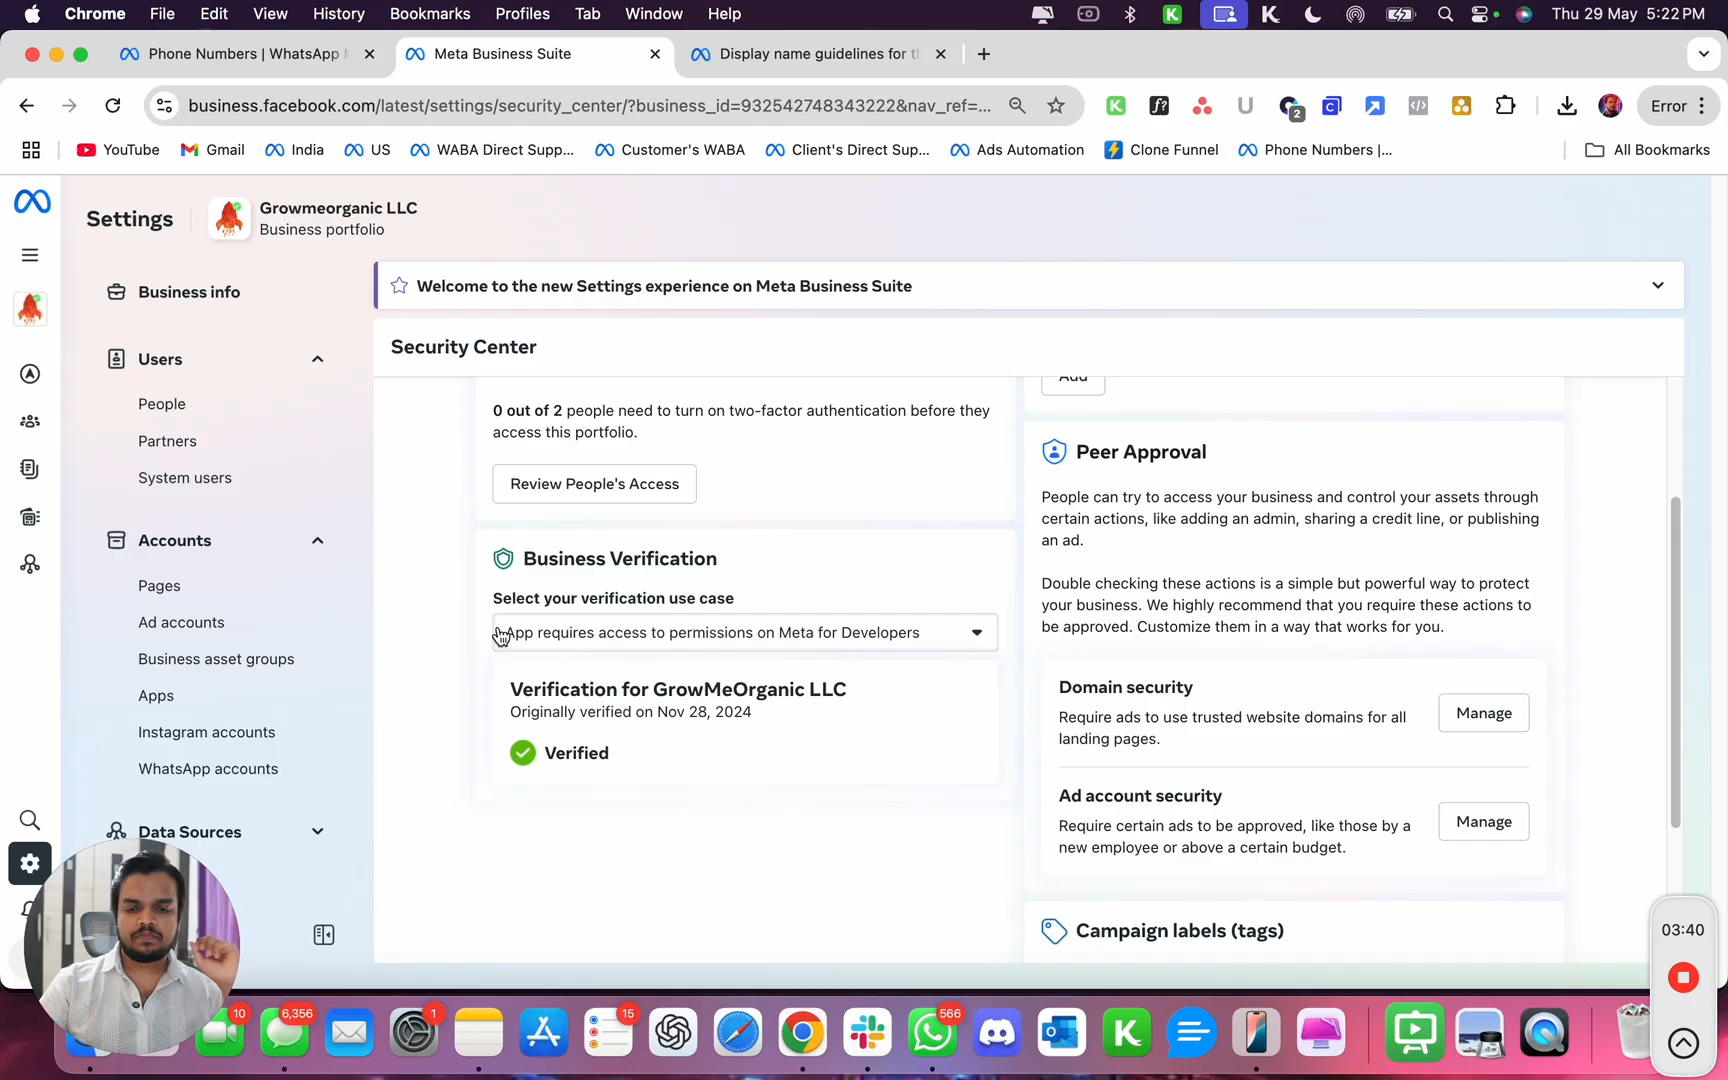 Chrome File Edit View History Bookmarks Profiles Tab Window Help Thu 29 May 5:22 PM
Phone Numbers | WhatsApp
Meta Business Suite
Display name guidelines for
business.facebook.com/latest/settings/security_center/?business_id=932542748343222&nav_ref=...
2
Error
YouTube Gmail India US WABA Direct Supp... Customer's WABA Client's Direct Sup... Ads Automation Clone Funnel Phone Numbers |... All Bookmarks
Settings
Growmeorganic LLC
Business portfolio
Business info
Users
People
Partners
System users
Accounts
Pages
Ad accounts
Business asset groups
Apps
Instagram accounts
WhatsApp accounts
Data Sources
Welcome to the new Settings experience on Meta Business Suite
Security Center
0 out of 2 people need to turn on two-factor authentication before they
access this portfolio.
Review People's Access
Business Verification
Select your verification use case
App requires access to permissions on Meta for Developers
Verification for GrowMeOrganic LLC
Originally verified on Nov 28, 2024
Verified
Add
Peer Approval
People can try to access your business and control your assets through
certain actions, like adding an admin, sharing a credit line, or publishing
an ad.
Double checking these actions is a simple but powerful way to protect
your business. We highly recommend that you require these actions to
be approved. Customize them in a way that works for you.
Domain security
Require ads to use trusted website domains for all
landing pages.
Manage
Ad account security
Require certain ads to be approved, like those by a
new employee or above a certain budget.
Manage
Campaign labels (tags)
03:40
10
6,356
1
15
566